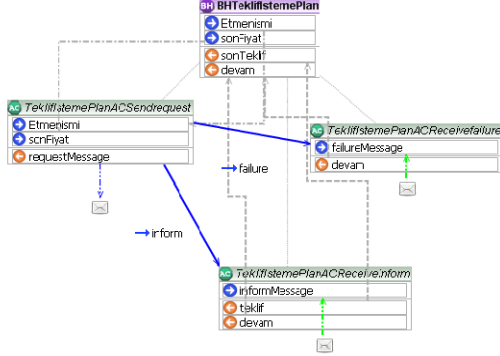 BH BHTeklifIstemePlan
Etmenismi
sonFiyat
sonTeklif
devam
AC TeklifIstemePlanACSendrequest
Etmenismi
sonFiyat
requestMessage
AC TeklifIstemePlanACReceivefailure
failureMessage
devam
failure
inform
AC TeklifIstemePlanACReceiveinform
informMessage
teklif
devam